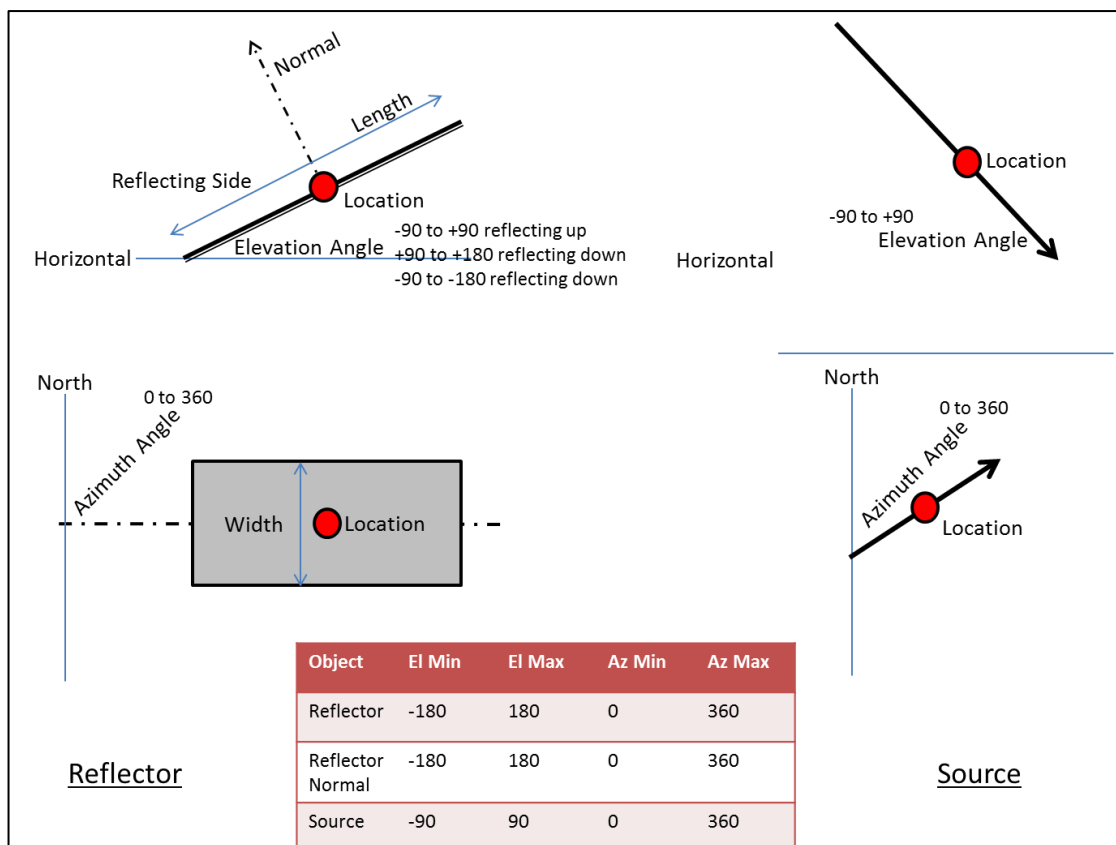 Normal
Length
Reflecting Side
Location
Elevation Angle
-90 to +90 reflecting up
+90 to +180 reflecting down
-90 to -180 reflecting down
Horizontal
Location
-90 to +90
Elevation Angle
Horizontal
North
0 to 360
Azimuth Angle
Width
Location
North
0 to 360
Azimuth Angle
Location
Object El Min El Max Az Min Az Max
Reflector -180 180 0 360
Reflector Normal -180 180 0 360
Source -90 90 0 360
Reflector
Source